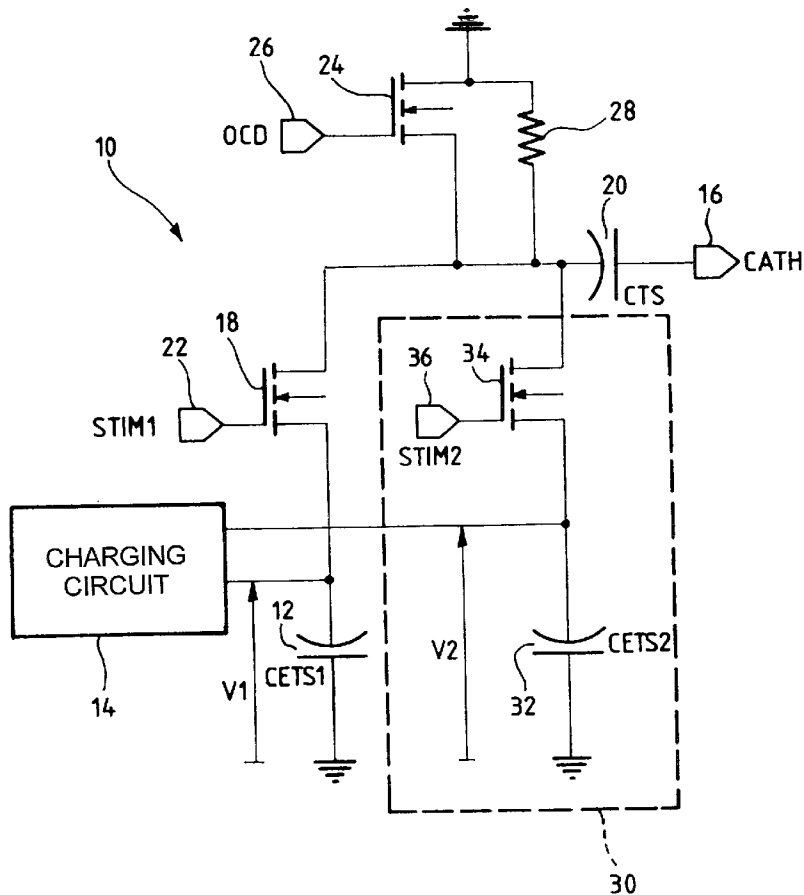 26
24
OCD
28
10
20
16
CATH
CTS
18
22
STIM1
36
34
STIM2
CHARGING
CIRCUIT
14
V1
12
CETS1
V2
32
CETS2
30